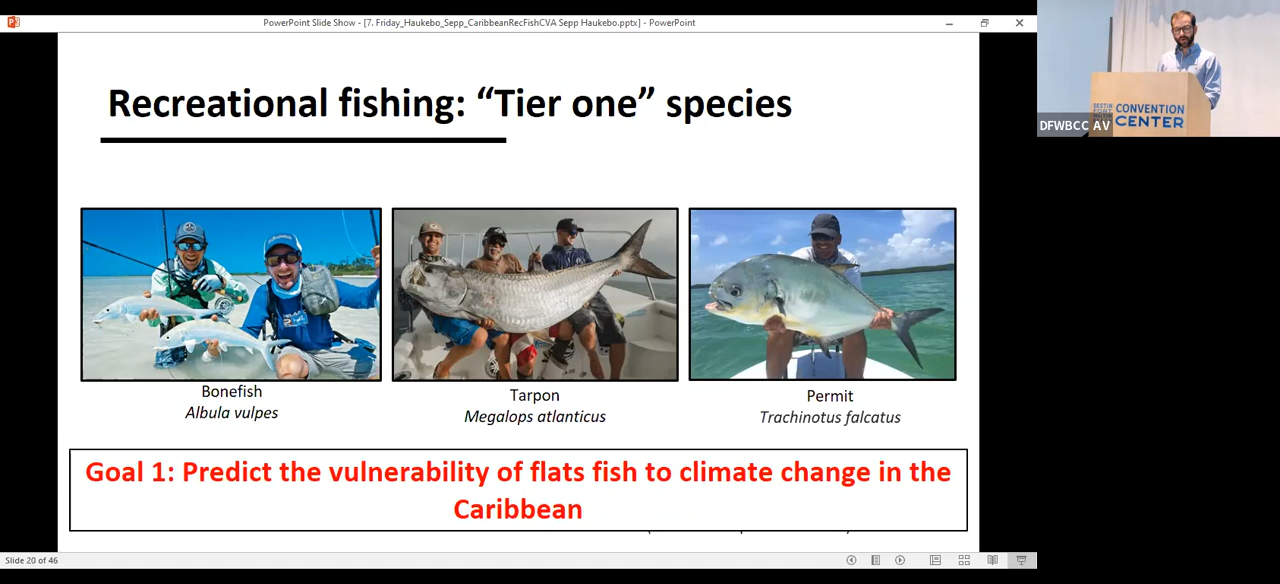 PowerPoint Slide Show - [7. Friday_Haukebo_Sepp_CaribbeanRecFishCVA Sepp Haukebo.pptx] - PowerPoint
Recreational fishing: “Tier one” species
Bonefish
Albula vulpes
Tarpon
Megalops atlanticus
Permit
Trachinotus falcatus
Goal 1: Predict the vulnerability of flats fish to climate change in the
Caribbean
Slide 20 of 46
CONVENTION
CENTER
DFWBCC AV